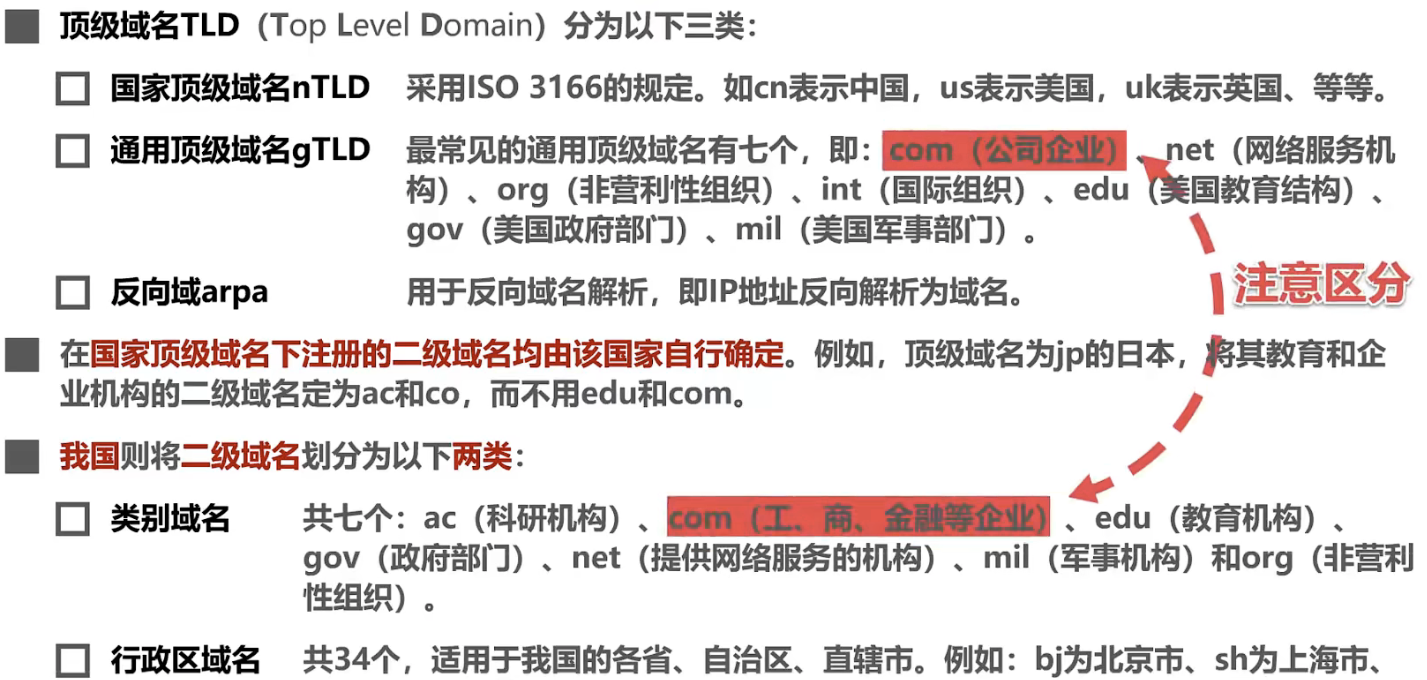 顶级域名TLD（Top Level Domain）分为以下三类：
国家顶级域名nTLD 采用ISO 3166的规定。如cn表示中国，us表示美国，uk表示英国、等等。
通用顶级域名gTLD 最常见的通用顶级域名有七个，即：com（公司企业）、net（网络服务机
构）、org（非营利性组织）、int（国际组织）、edu（美国教育结构）、
gov（美国政府部门）、mil（美国军事部门）。
反向域arpa 用于反向域名解析，即IP地址反向解析为域名。
注意区分
在国家顶级域名下注册的二级域名均由该国家自行确定。例如，顶级域名为jp的日本，将其教育和企
业机构的二级域名定为ac和co，而不用edu和com。
我国则将二级域名划分为以下两类：
类别域名 共七个：ac（科研机构）、com（工、商、金融等企业）、edu（教育机构）、
gov（政府部门）、net（提供网络服务的机构）、mil（军事机构）和org（非营利
性组织）。
行政区域名 共34个，适用于我国的各省、自治区、直辖市。例如：bj为北京市、sh为上海市、